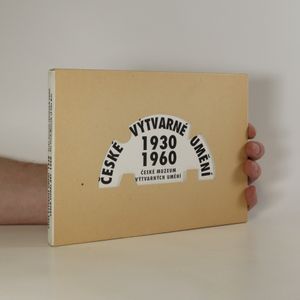 ČESKÉ VÝTVARNÉ UMĚNÍ
1930
1960
ČESKÉ MUZEUM
VÝTVARNÝCH UMĚNÍ